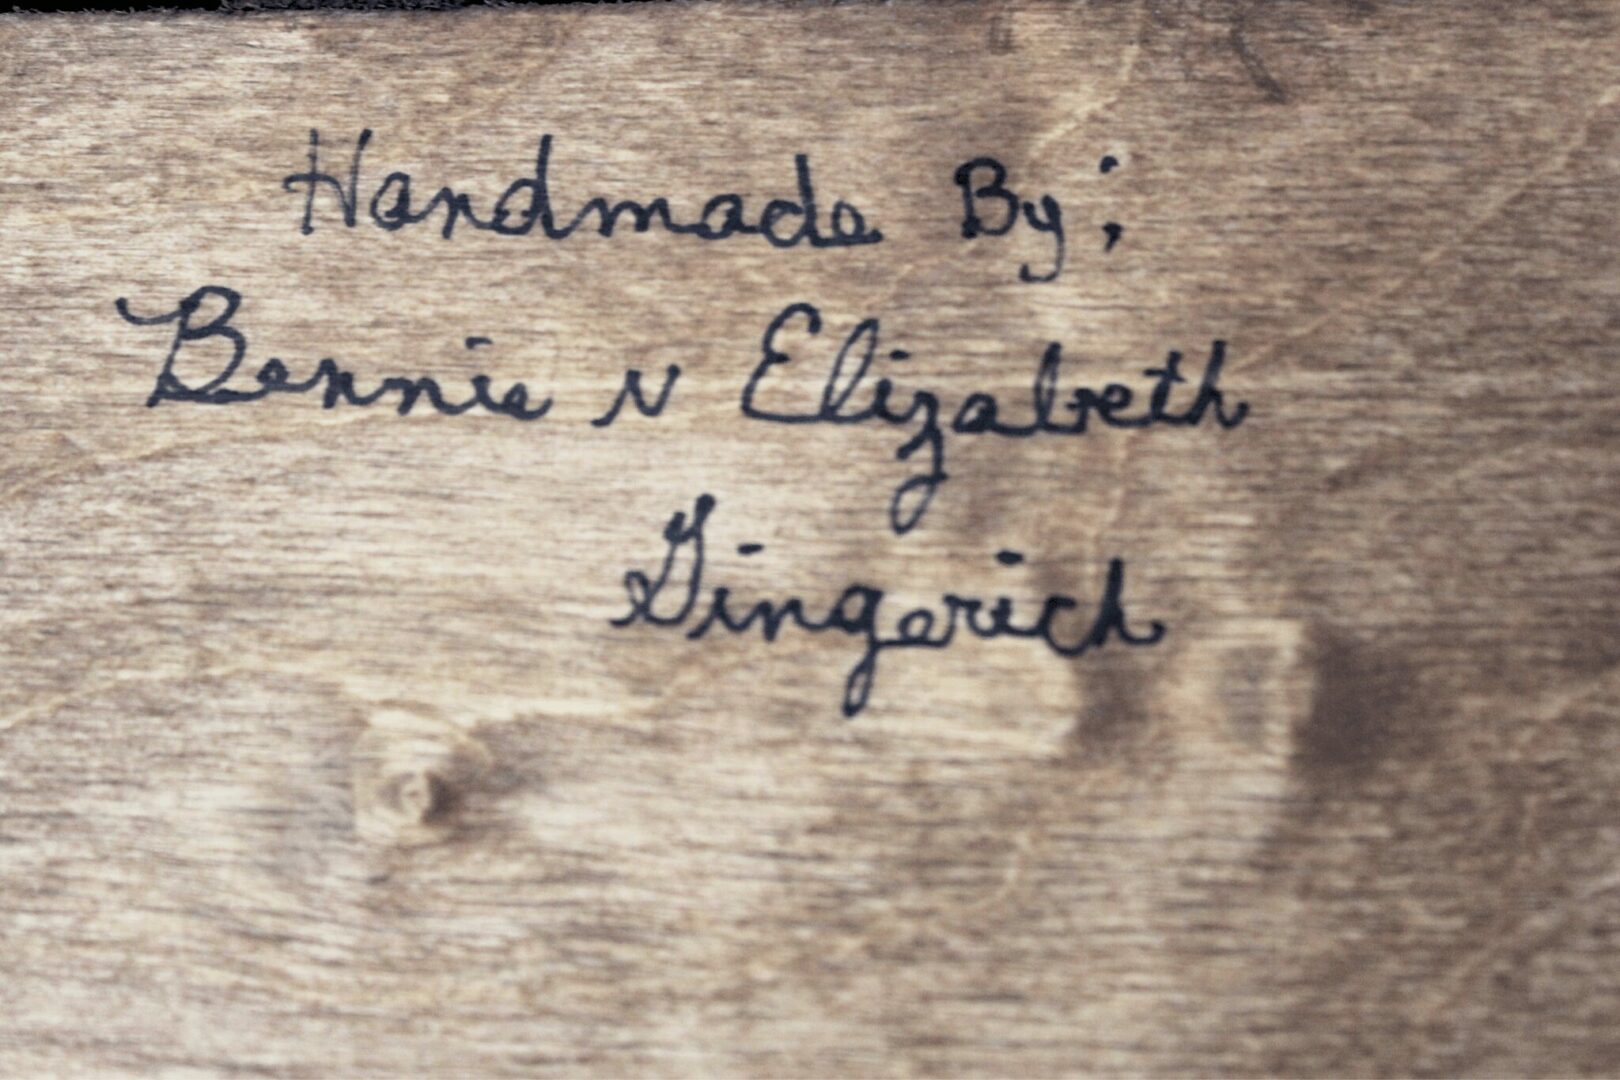 Handmade By;
Bennie n Elizabeth
Gingerich